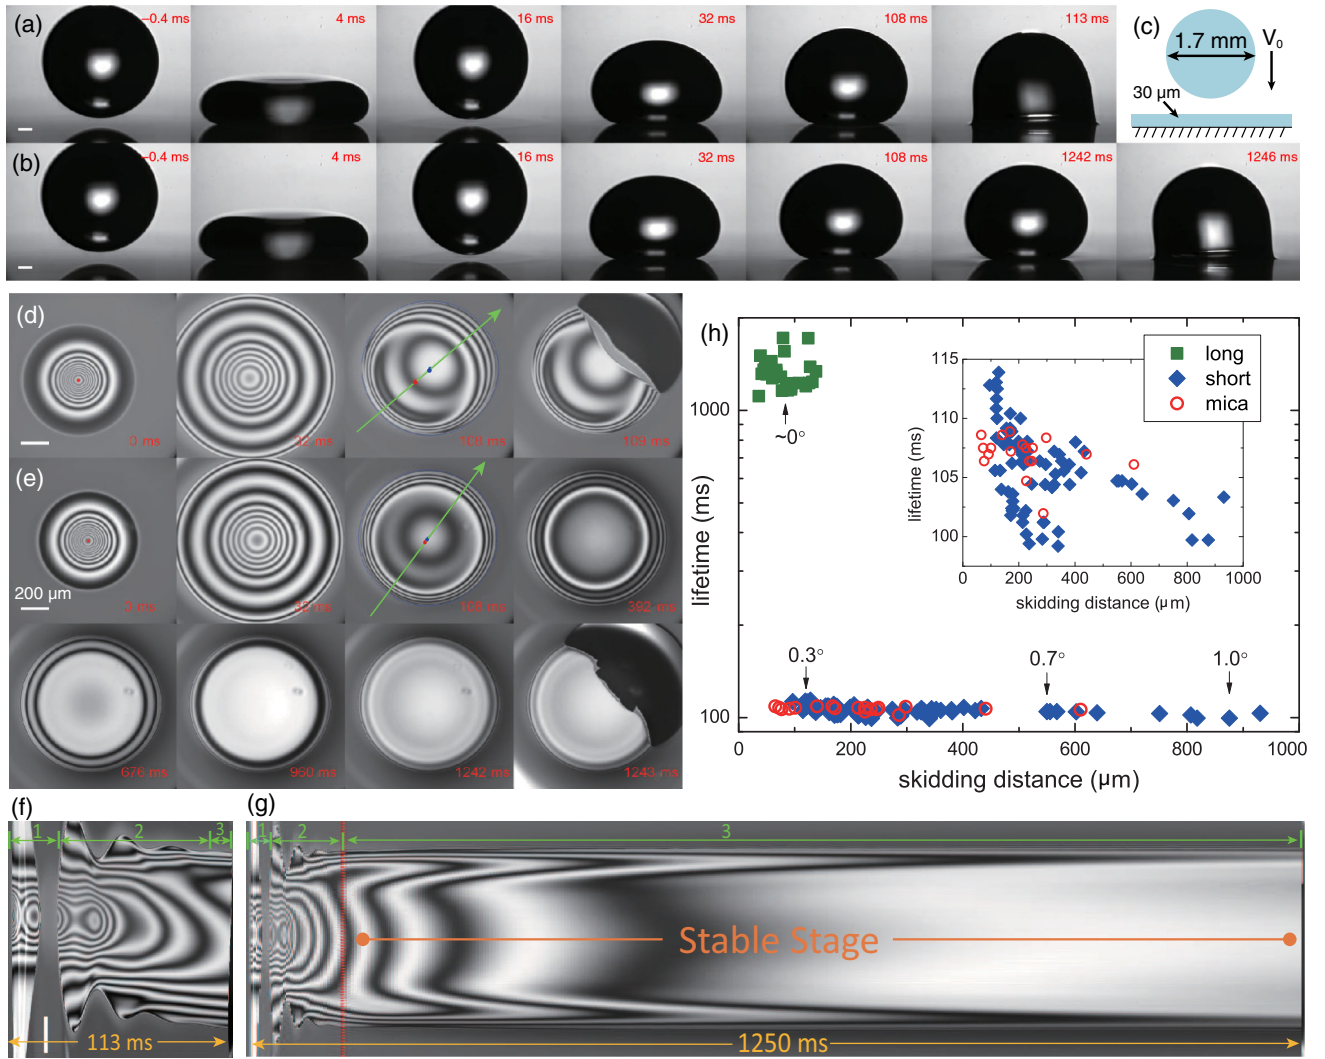 (a)
−0.4 ms
4 ms
16 ms
32 ms
108 ms
113 ms
(c)
1.7 mm
V₀
30 µm
(b)
−0.4 ms
4 ms
16 ms
32 ms
108 ms
1242 ms
1246 ms
(d)
0 ms
32 ms
108 ms
109 ms
(e)
200 µm
32 ms
108 ms
392 ms
676 ms
960 ms
1242 ms
1243 ms
(h)
long
short
mica
~0°
0.3°
0.7°
1.0°
1000
100
lifetime (ms)
0
200
400
600
800
1000
skidding distance (µm)
115
110
105
100
lifetime (ms)
0
200
400
600
800
1000
skidding distance (µm)
(f)
1
2
3
113 ms
(g)
1
2
3
Stable Stage
1250 ms